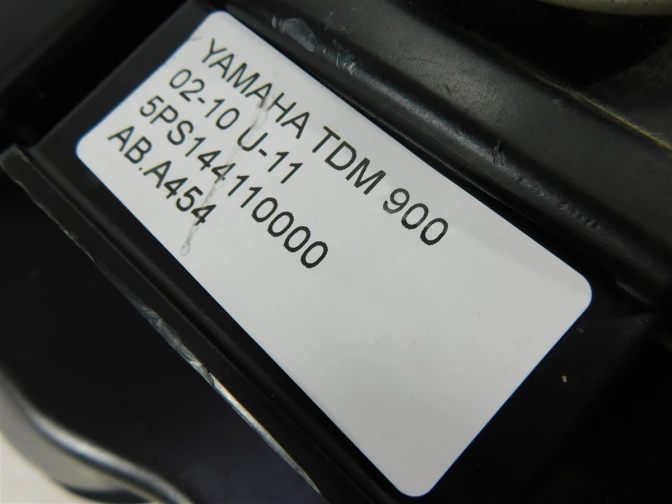 YAMAHA TDM 900
02-10 U-11
5PS144110000
AB.A454